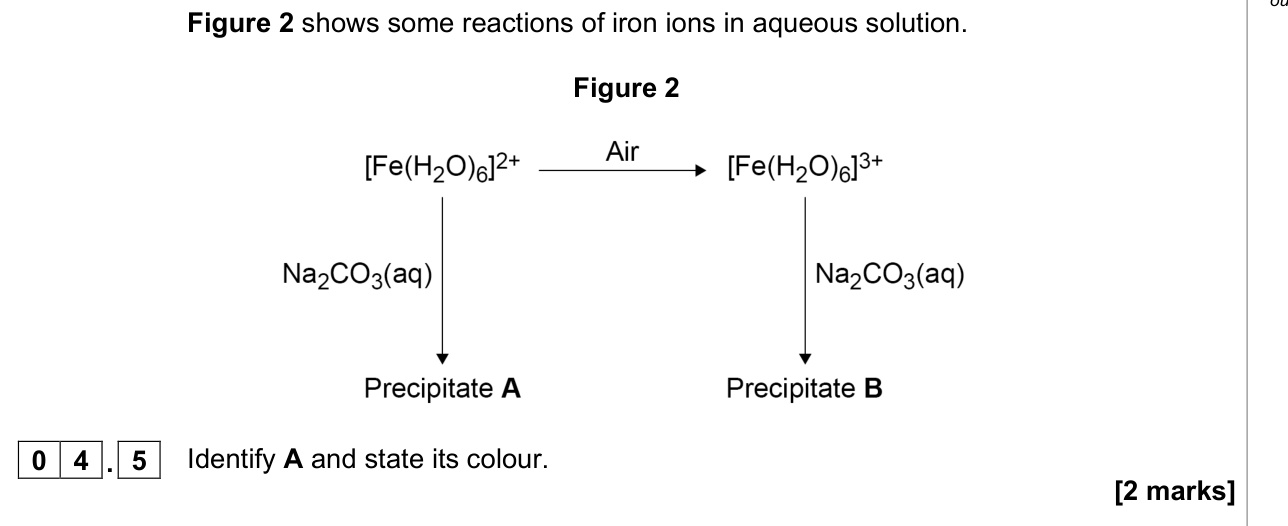 Figure 2 shows some reactions of iron ions in aqueous solution.
Figure 2
[Fe(H₂O)₆]²⁺ Air [Fe(H₂O)₆]³⁺
Na₂CO₃(aq) Na₂CO₃(aq)
Precipitate A Precipitate B
0 4 . 5 Identify A and state its colour.
[2 marks]